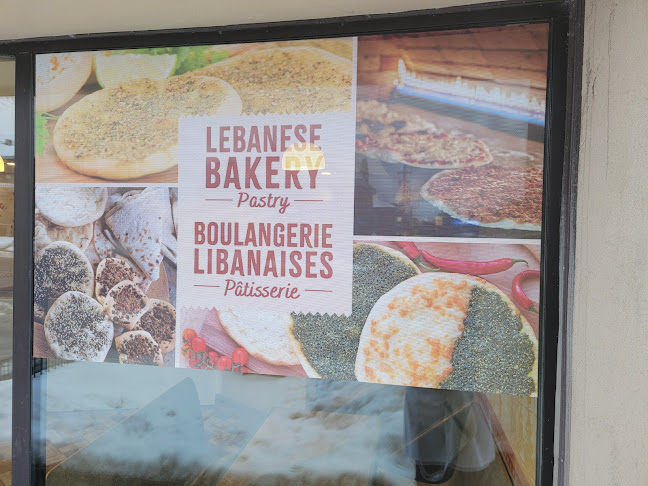 LEBANESE
BAKERY
Pastry
BOULANGERIE
LIBANAISES
Pâtisserie